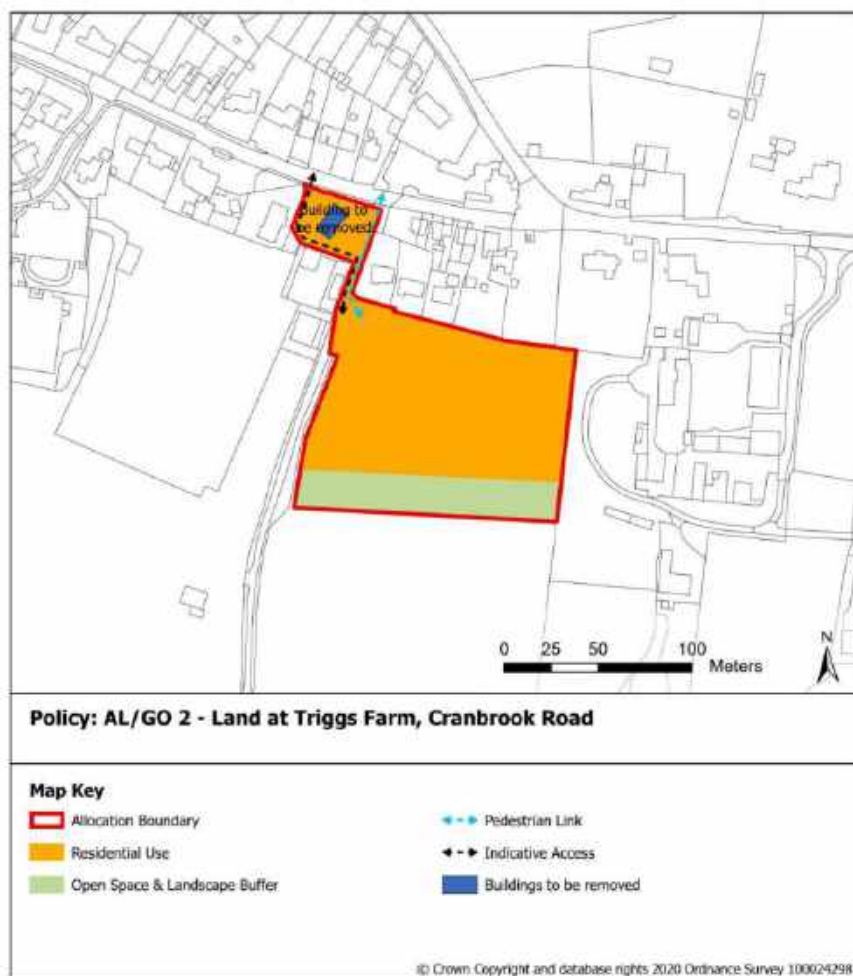 Building to
be removed
N
0 25 50 100
Meters
Policy: AL/GO 2 - Land at Triggs Farm, Cranbrook Road
Map Key
Allocation Boundary
Residential Use
Open Space & Landscape Buffer
Pedestrian Link
Indicative Access
Buildings to be removed
© Crown Copyright and database rights 2020 Ordnance Survey 100024298